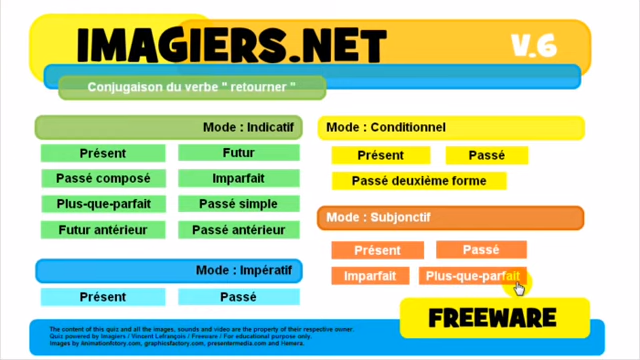 IMAGIERS.NET
V.6
Conjugaison du verbe " retourner "
Mode : Indicatif
Présent
Futur
Passé composé
Imparfait
Plus-que-parfait
Passé simple
Futur antérieur
Passé antérieur
Mode : Impératif
Présent
Passé
Mode : Conditionnel
Présent
Passé
Passé deuxième forme
Mode : Subjonctif
Présent
Passé
Imparfait
Plus-que-parfait
FREEWARE
The content of this quiz and all the images, sounds and video are the property of their respective owner.
Quiz powered by Imagiers / Vincent Lefrançois / Freeware / For educational purpose only.
Images by Animationfactory.com, graphicsfactory.com, presentermedia.com and Hemera.